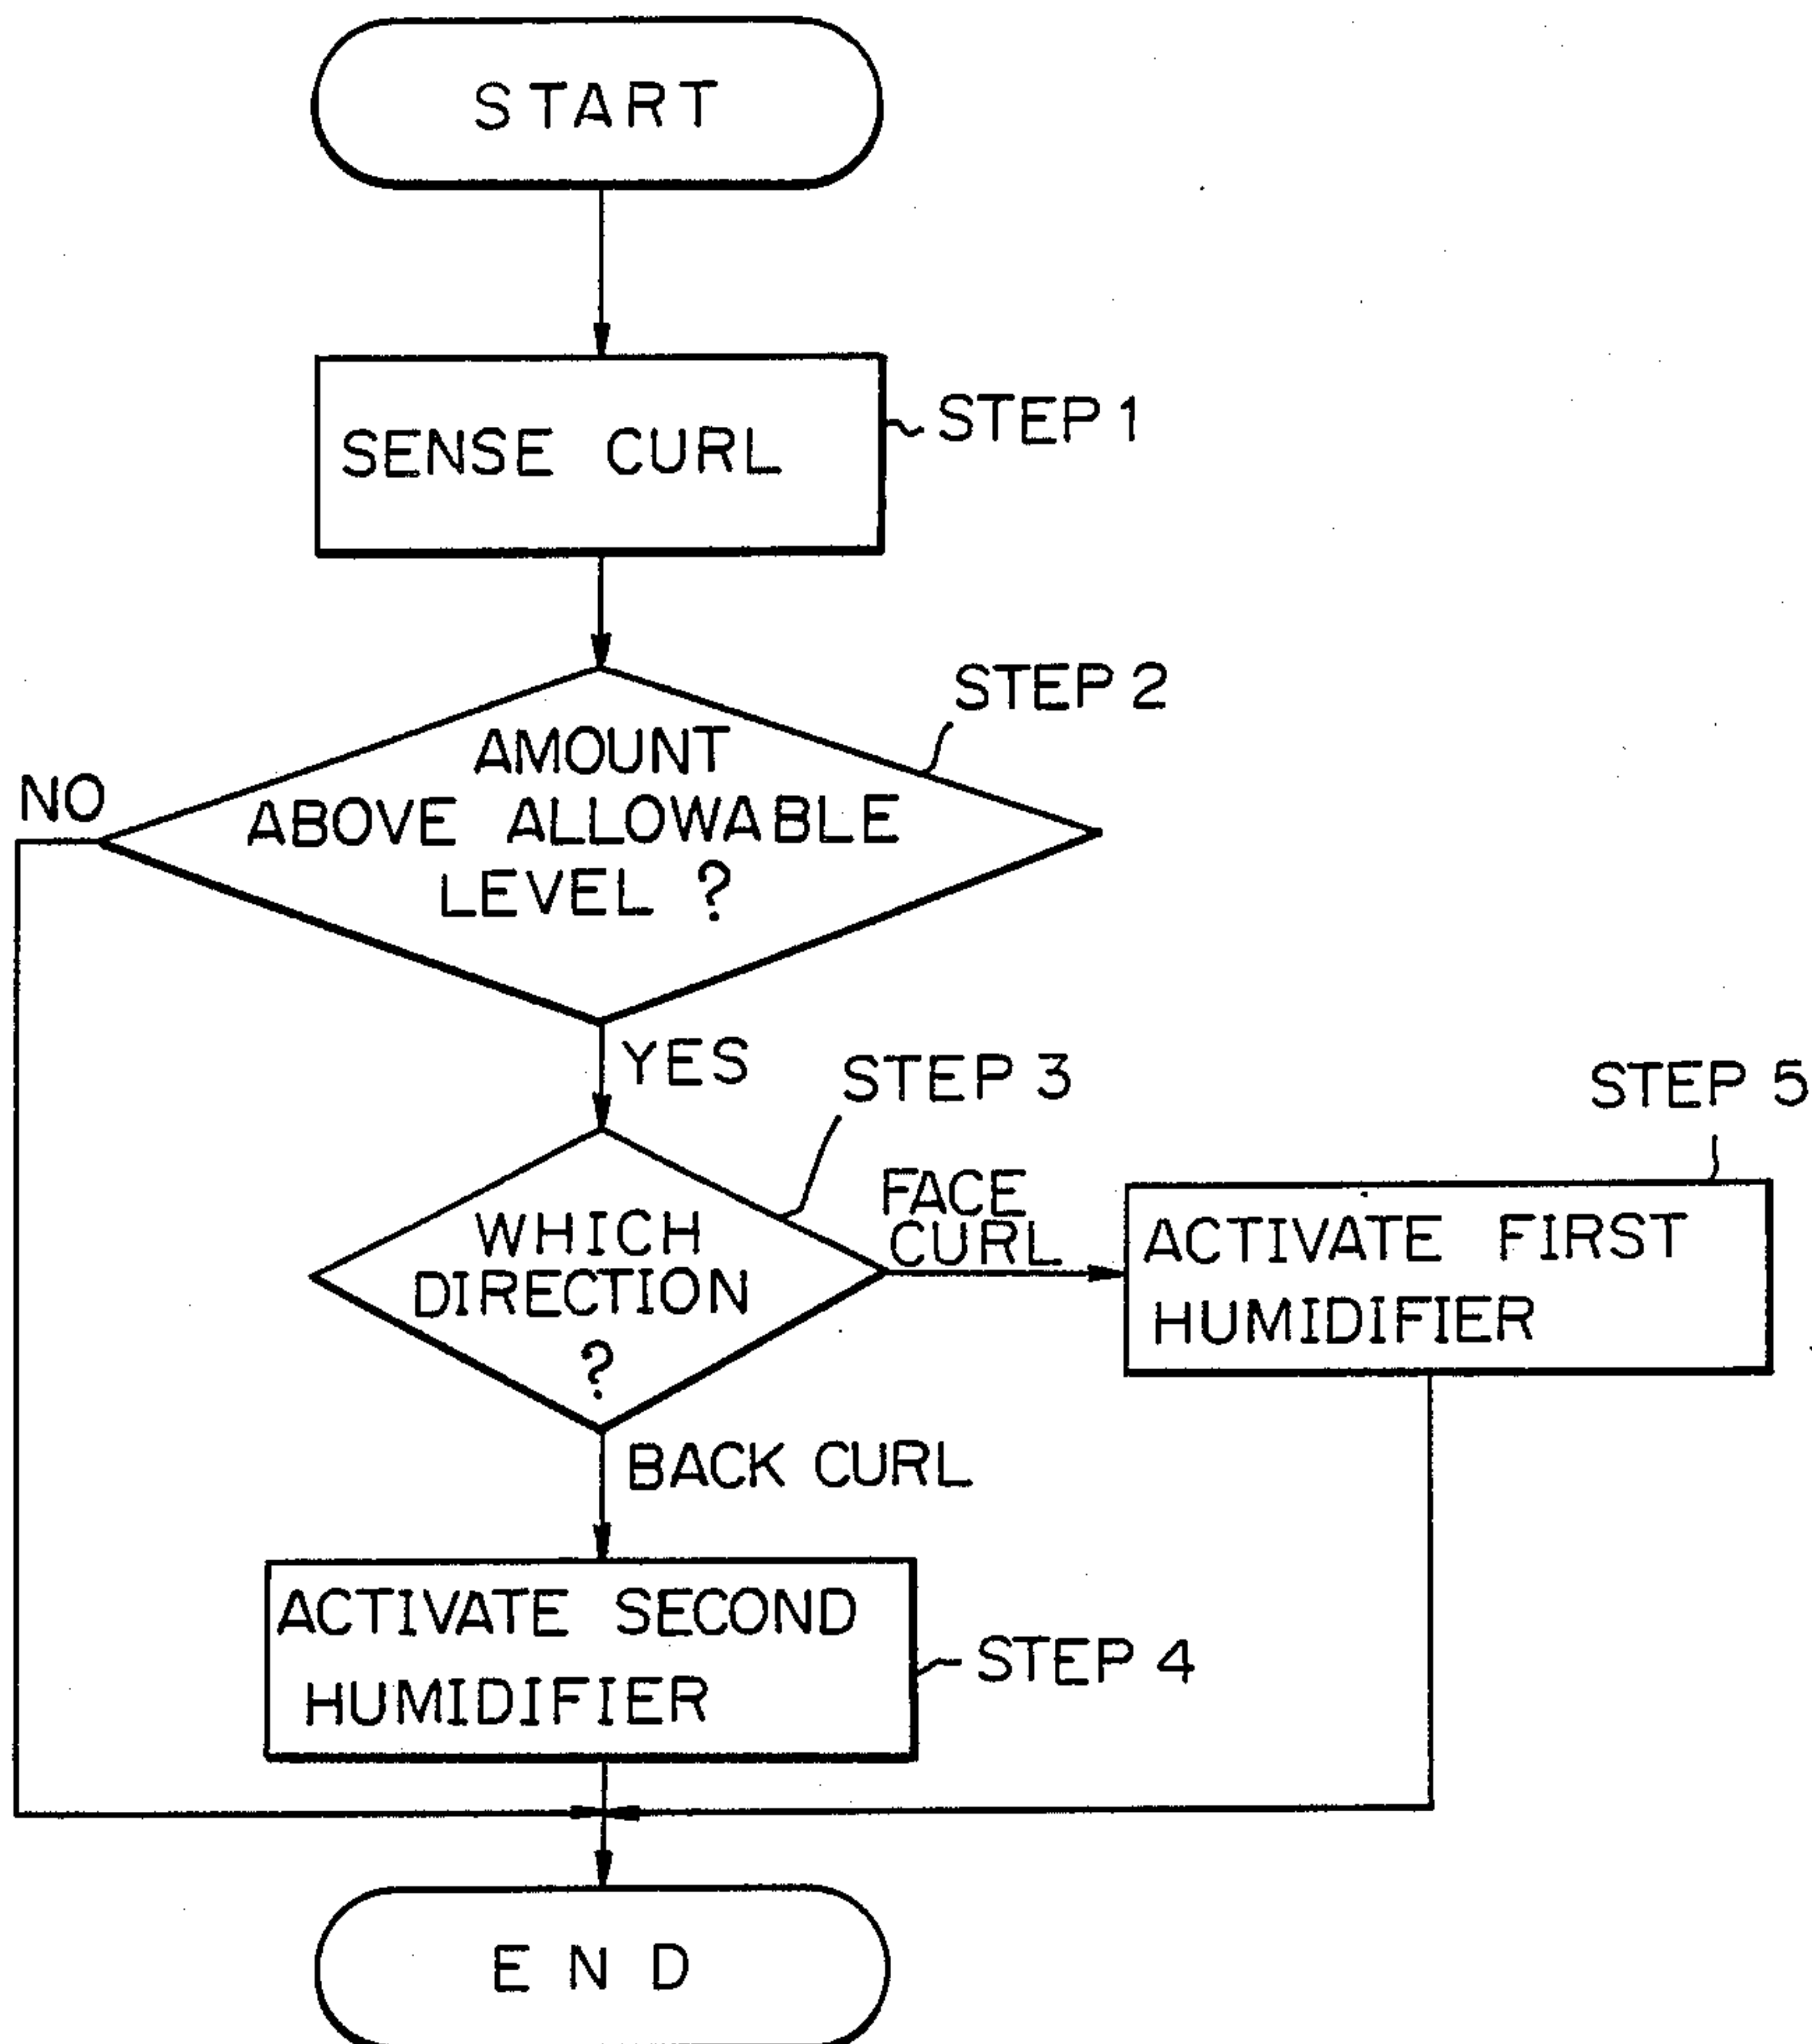 START
SENSE CURL
STEP 1
STEP 2
AMOUNT
ABOVE ALLOWABLE
LEVEL ?
NO
YES
STEP 3
STEP 5
WHICH
DIRECTION
?
FACE
CURL
ACTIVATE FIRST
HUMIDIFIER
BACK CURL
ACTIVATE SECOND
HUMIDIFIER
STEP 4
END